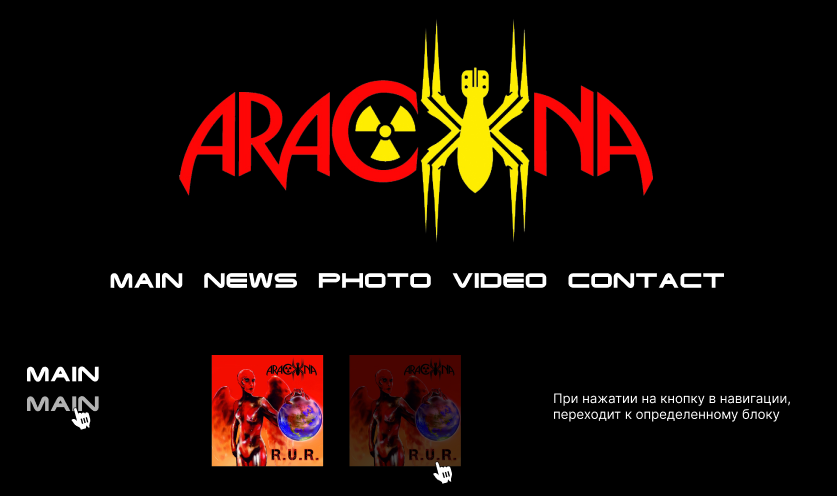 ARACHNA
MAIN NEWS PHOTO VIDEO CONTACT
MAIN
MAIN
ARACHNA
R.U.R.
ARACHNA
R.U.R.
При нажатии на кнопку в навигации,
переходит к определенному блоку